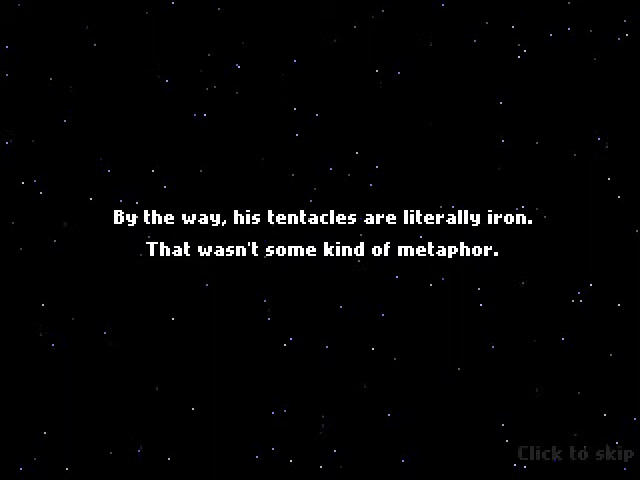 By the way, his tentacles are literally iron.
That wasn't some kind of metaphor.
Click to skip